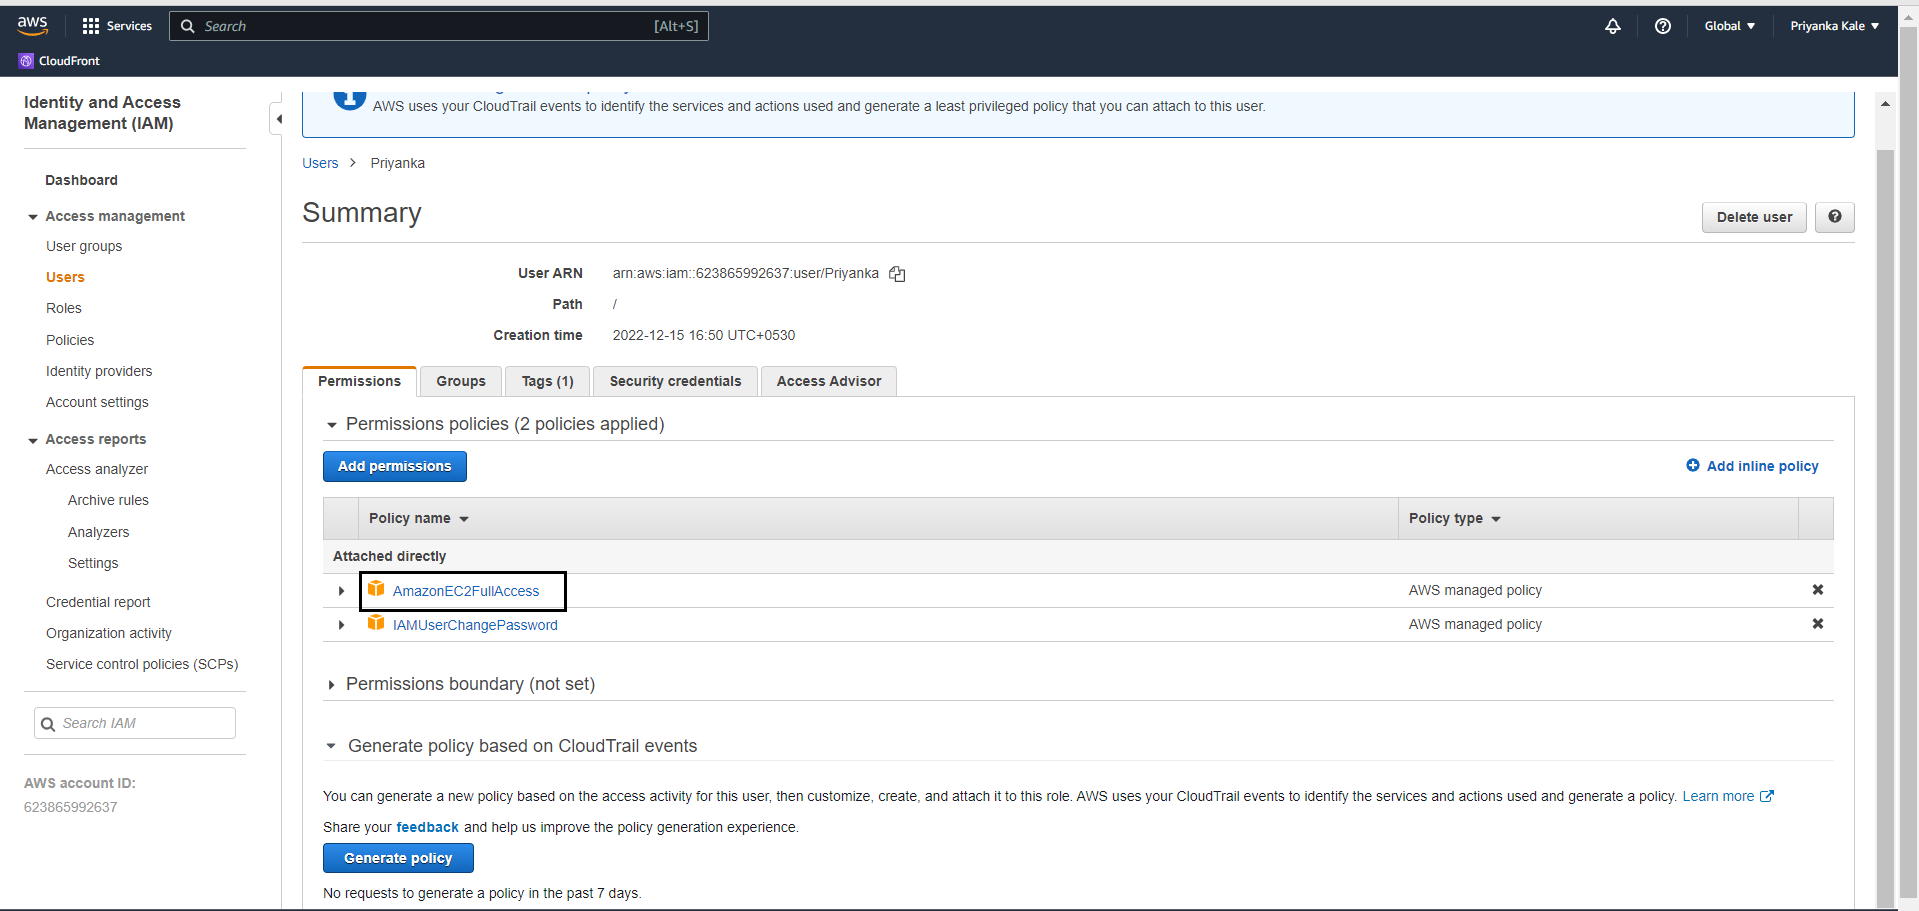 aws
Services
Search [Alt+S]
Global
Priyanka Kale
CloudFront
Identity and Access
Management (IAM)
Dashboard
Access management
User groups
Users
Roles
Policies
Identity providers
Account settings
Access reports
Access analyzer
Archive rules
Analyzers
Settings
Credential report
Organization activity
Service control policies (SCPs)
Search IAM
AWS account ID:
623865992637
AWS uses your CloudTrail events to identify the services and actions used and generate a least privileged policy that you can attach to this user.
Users > Priyanka
Summary
Delete user
User ARN arn:aws:iam::623865992637:user/Priyanka
Path /
Creation time 2022-12-15 16:50 UTC+0530
Permissions Groups Tags (1) Security credentials Access Advisor
Permissions policies (2 policies applied)
Add permissions
Add inline policy
Policy name Policy type
Attached directly
AmazonEC2FullAccess AWS managed policy
IAMUserChangePassword AWS managed policy
Permissions boundary (not set)
Generate policy based on CloudTrail events
You can generate a new policy based on the access activity for this user, then customize, create, and attach it to this role. AWS uses your CloudTrail events to identify the services and actions used and generate a policy. Learn more
Share your feedback and help us improve the policy generation experience.
Generate policy
No requests to generate a policy in the past 7 days.